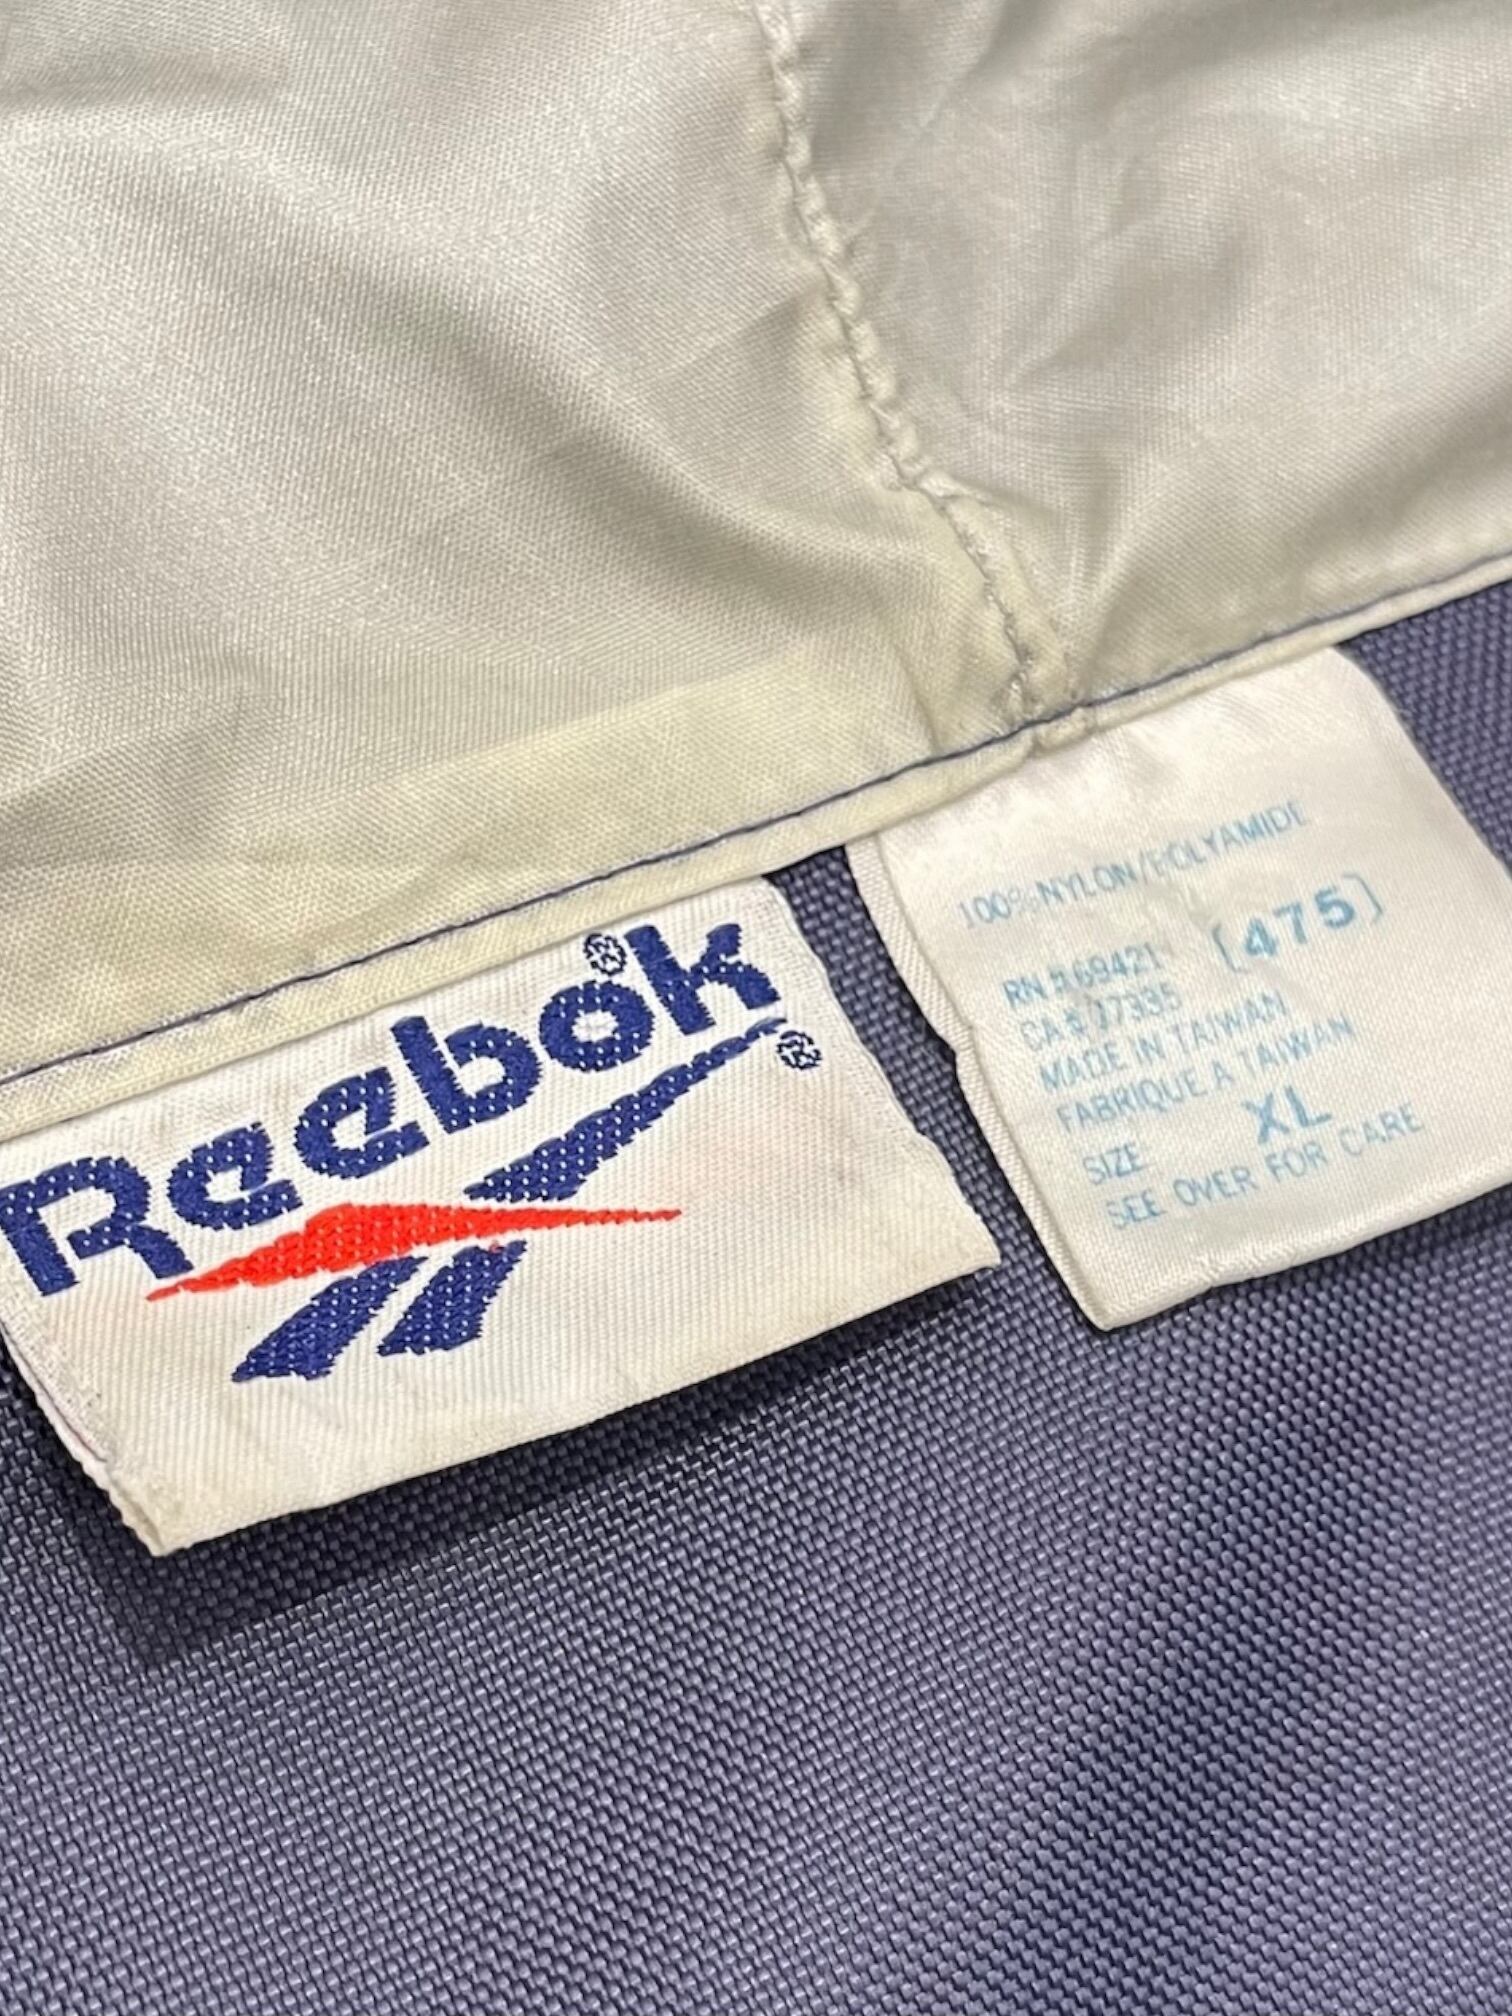 Reebok®
®
100% NYLON/POLYAMIDE
[475]
RN # 69421
CA # 17335
MADE IN TAIWAN
FABRIQUE A TAIWAN
SIZE XL
SEE OVER FOR CARE